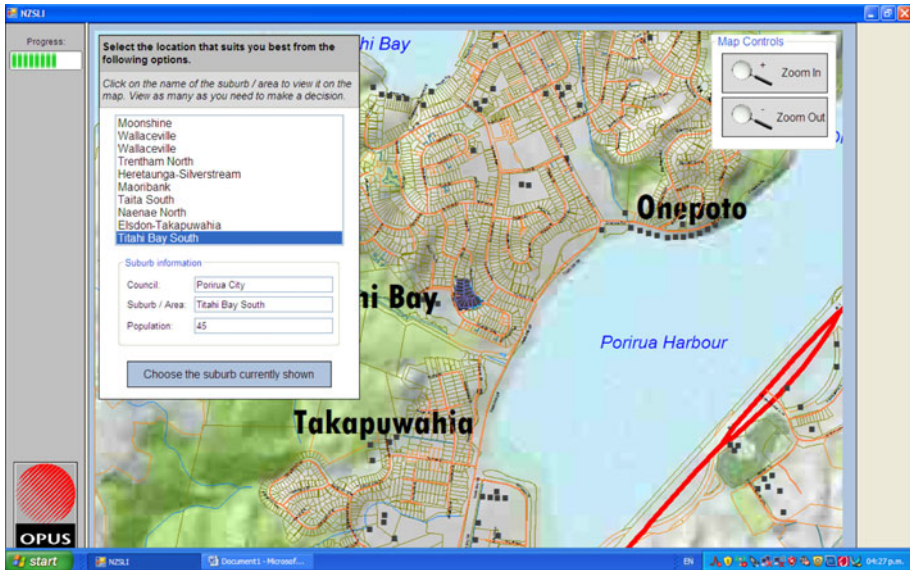 NZSLI
Progress:
Select the location that suits you best from the
following options.
Click on the name of the suburb / area to view it on the
map. View as many as you need to make a decision.
Moonshine
Wallaceville
Wallaceville
Trentham North
Heretaunga-Silverstream
Maoribank
Taita South
Naenae North
Elsdon-Takapuwahia
Titahi Bay South
Suburb information
Council:
Porirua City
Suburb / Area:
Titahi Bay South
Population:
45
Choose the suburb currently shown
hi Bay
Map Controls
+
Zoom In
-
Zoom Out
Onepoto
hi Bay
Porirua Harbour
Takapuwahia
OPUS
start
NZSLI
Document1 - Microsof...
EN
04:27 p.m.